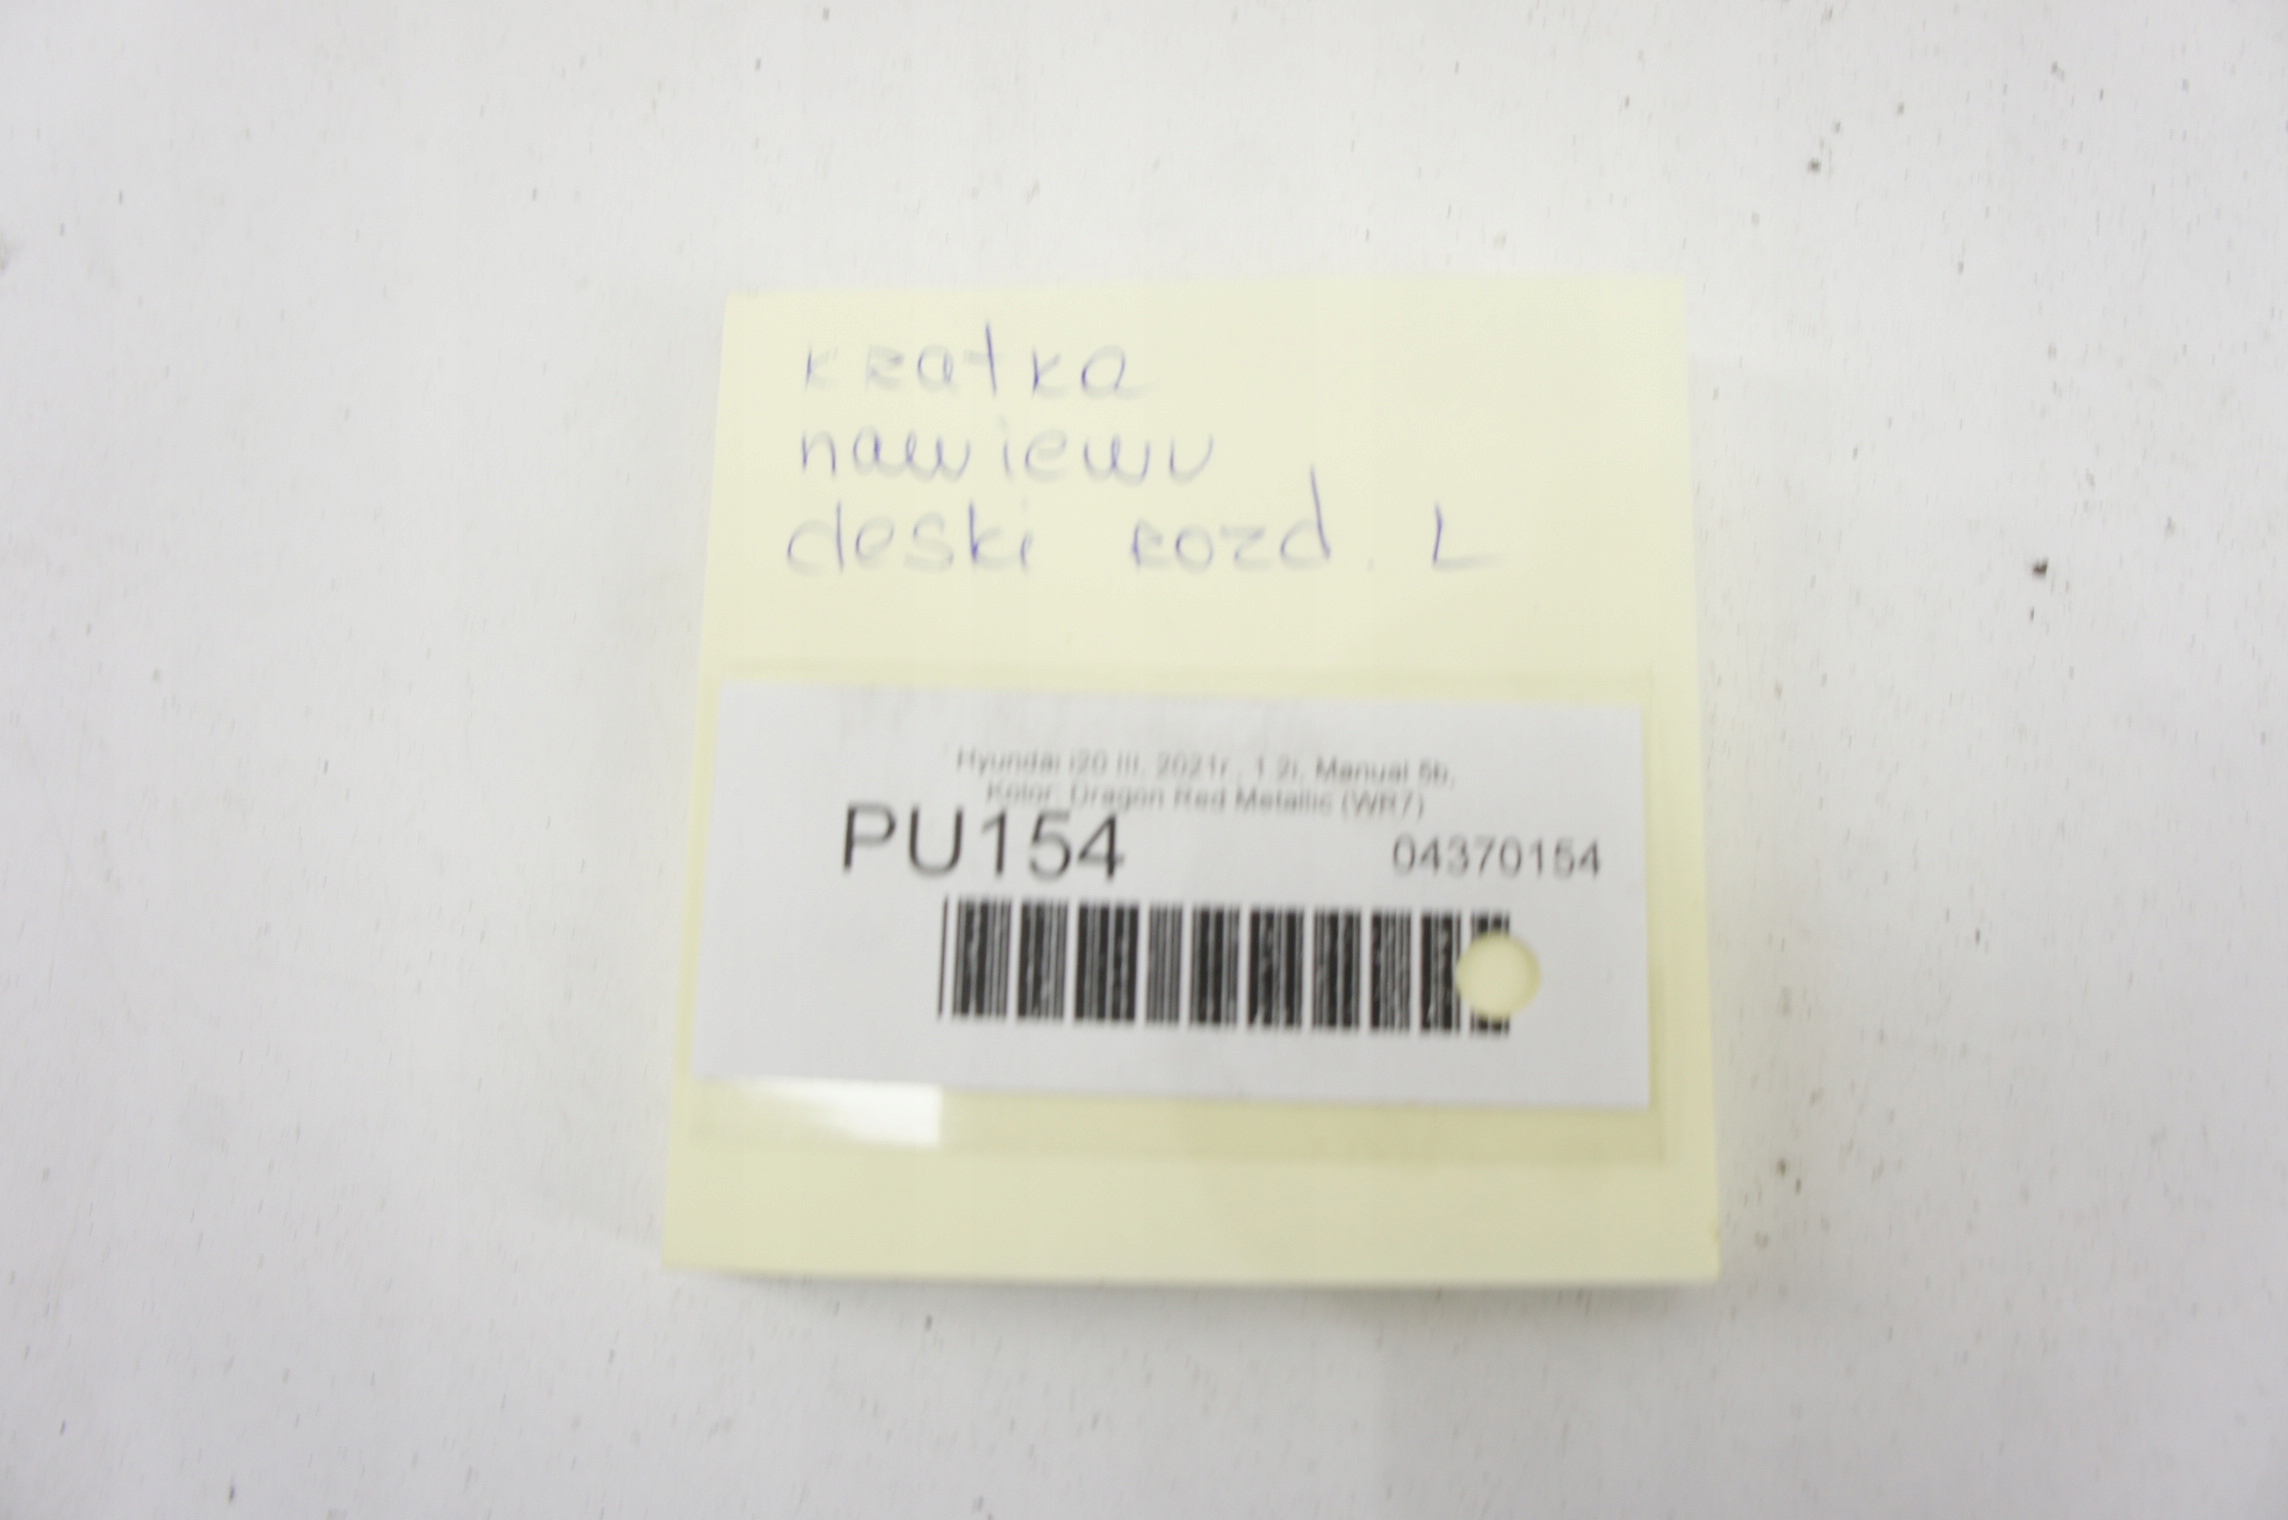 kratka
nawiewu
deski rozd. L
Hyundai i20 III, 2021r., 1.2i, Manual 5b,
Kolor: Dragon Red Metallic (WR7)
PU154 04370154